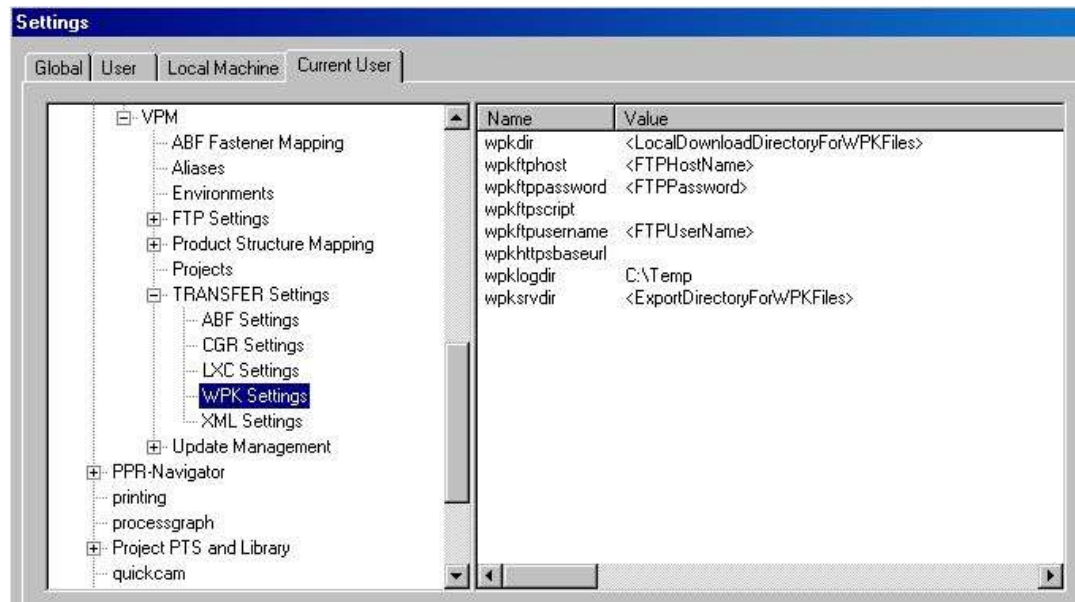 Settings
Global User Local Machine Current User
VPM
ABF Fastener Mapping
Aliases
Environments
FTP Settings
Product Structure Mapping
Projects
TRANSFER Settings
ABF Settings
CGR Settings
LXC Settings
WPK Settings
XML Settings
Update Management
PPR-Navigator
printing
processgraph
Project PTS and Library
quickcam
Name Value
wpkdir <LocalDownloadDirectoryForWPKFiles>
wpkftphost <FTPHostName>
wpkftppassword <FTPPassword>
wpkftpscript
wpkftpusername <FTPUserName>
wpkhttpsbaseurl
wpklogdir C:\Temp
wpksrvdir <ExportDirectoryForWPKFiles>